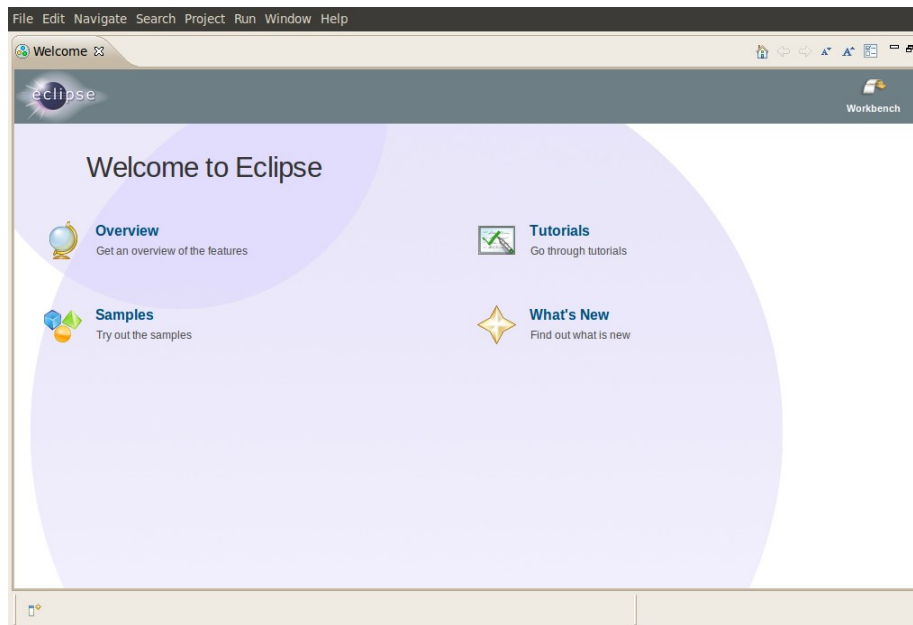 File Edit Navigate Search Project Run Window Help
Welcome
eclipse
Workbench
Welcome to Eclipse
Overview
Get an overview of the features
Tutorials
Go through tutorials
Samples
Try out the samples
What's New
Find out what is new